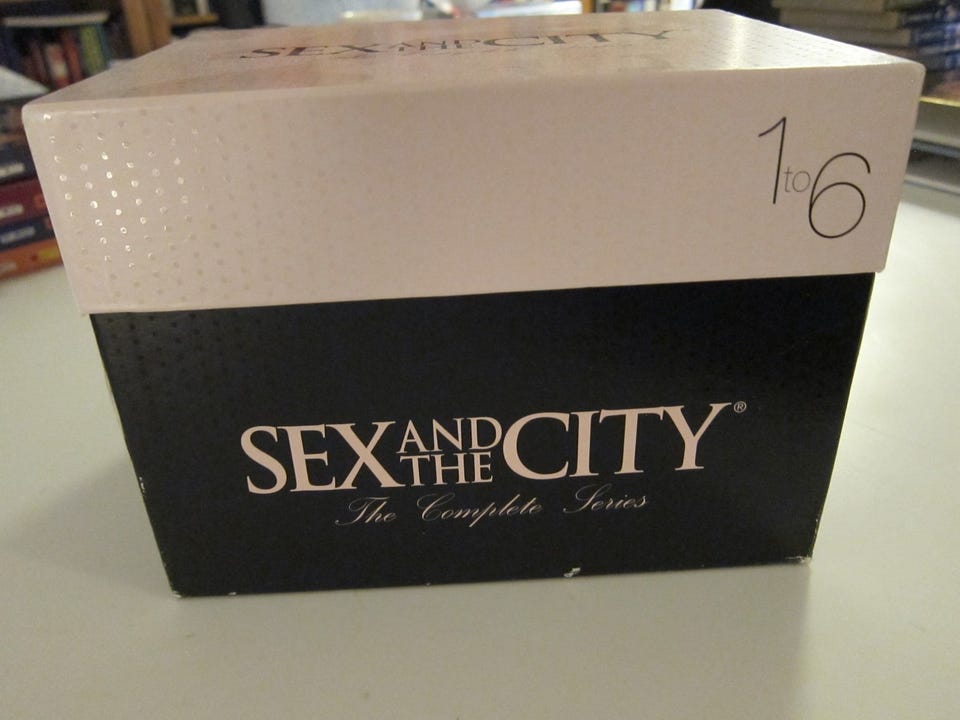 SEX AND THE CITY
1 to 6
SEX AND THE CITY®
The Complete Series